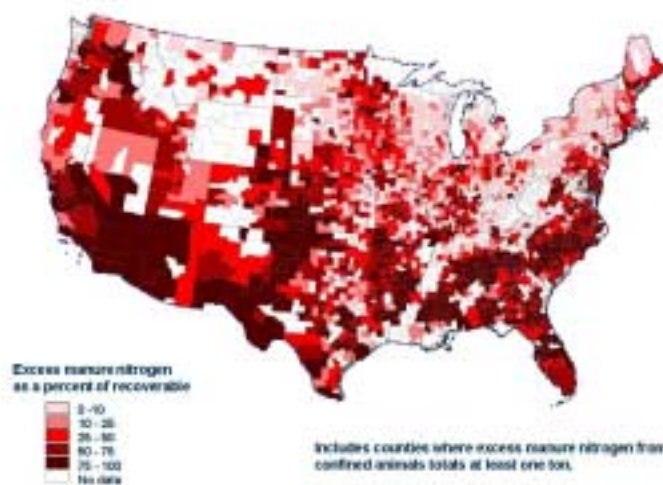 Excess manure nitrogen
as a percent of recoverable
0 -10
10 - 25
25 - 50
50 - 75
75 - 100
No data
Includes counties where excess manure nitrogen from
confined animals totals at least one ton.